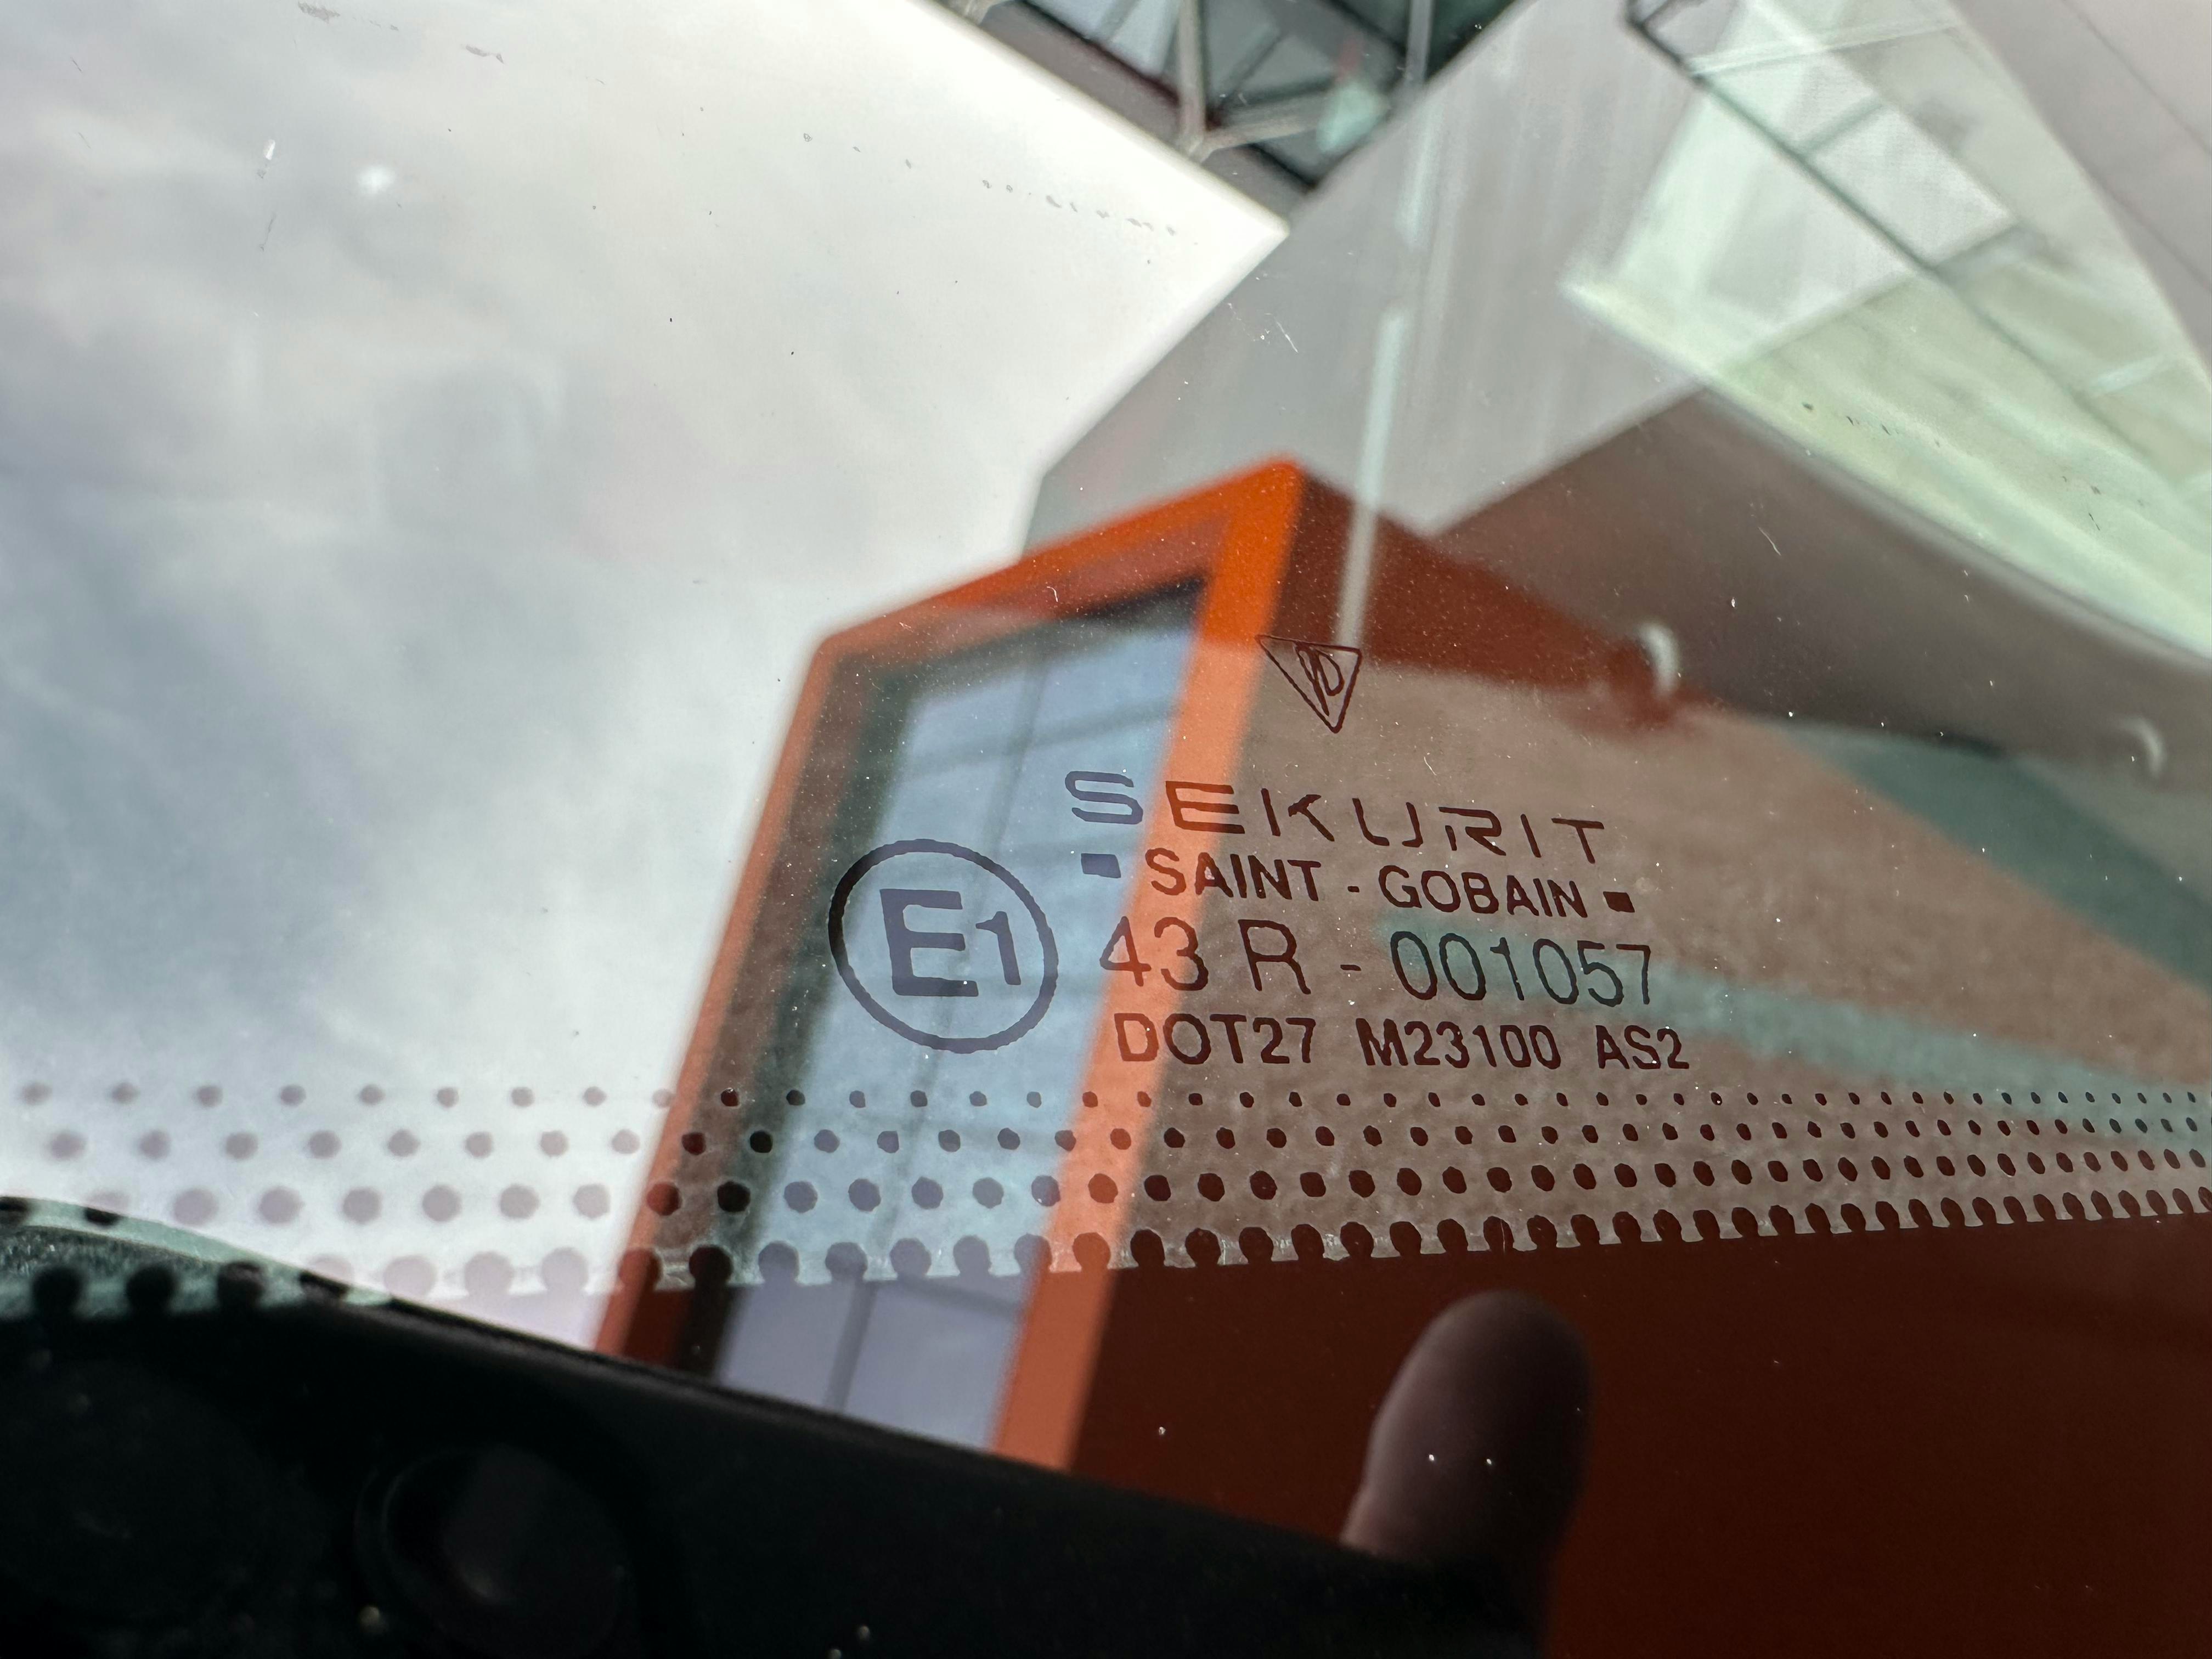 SEKURIT
SAINT - GOBAIN
E1
43 R - 001057
DOT27 M23100 AS2